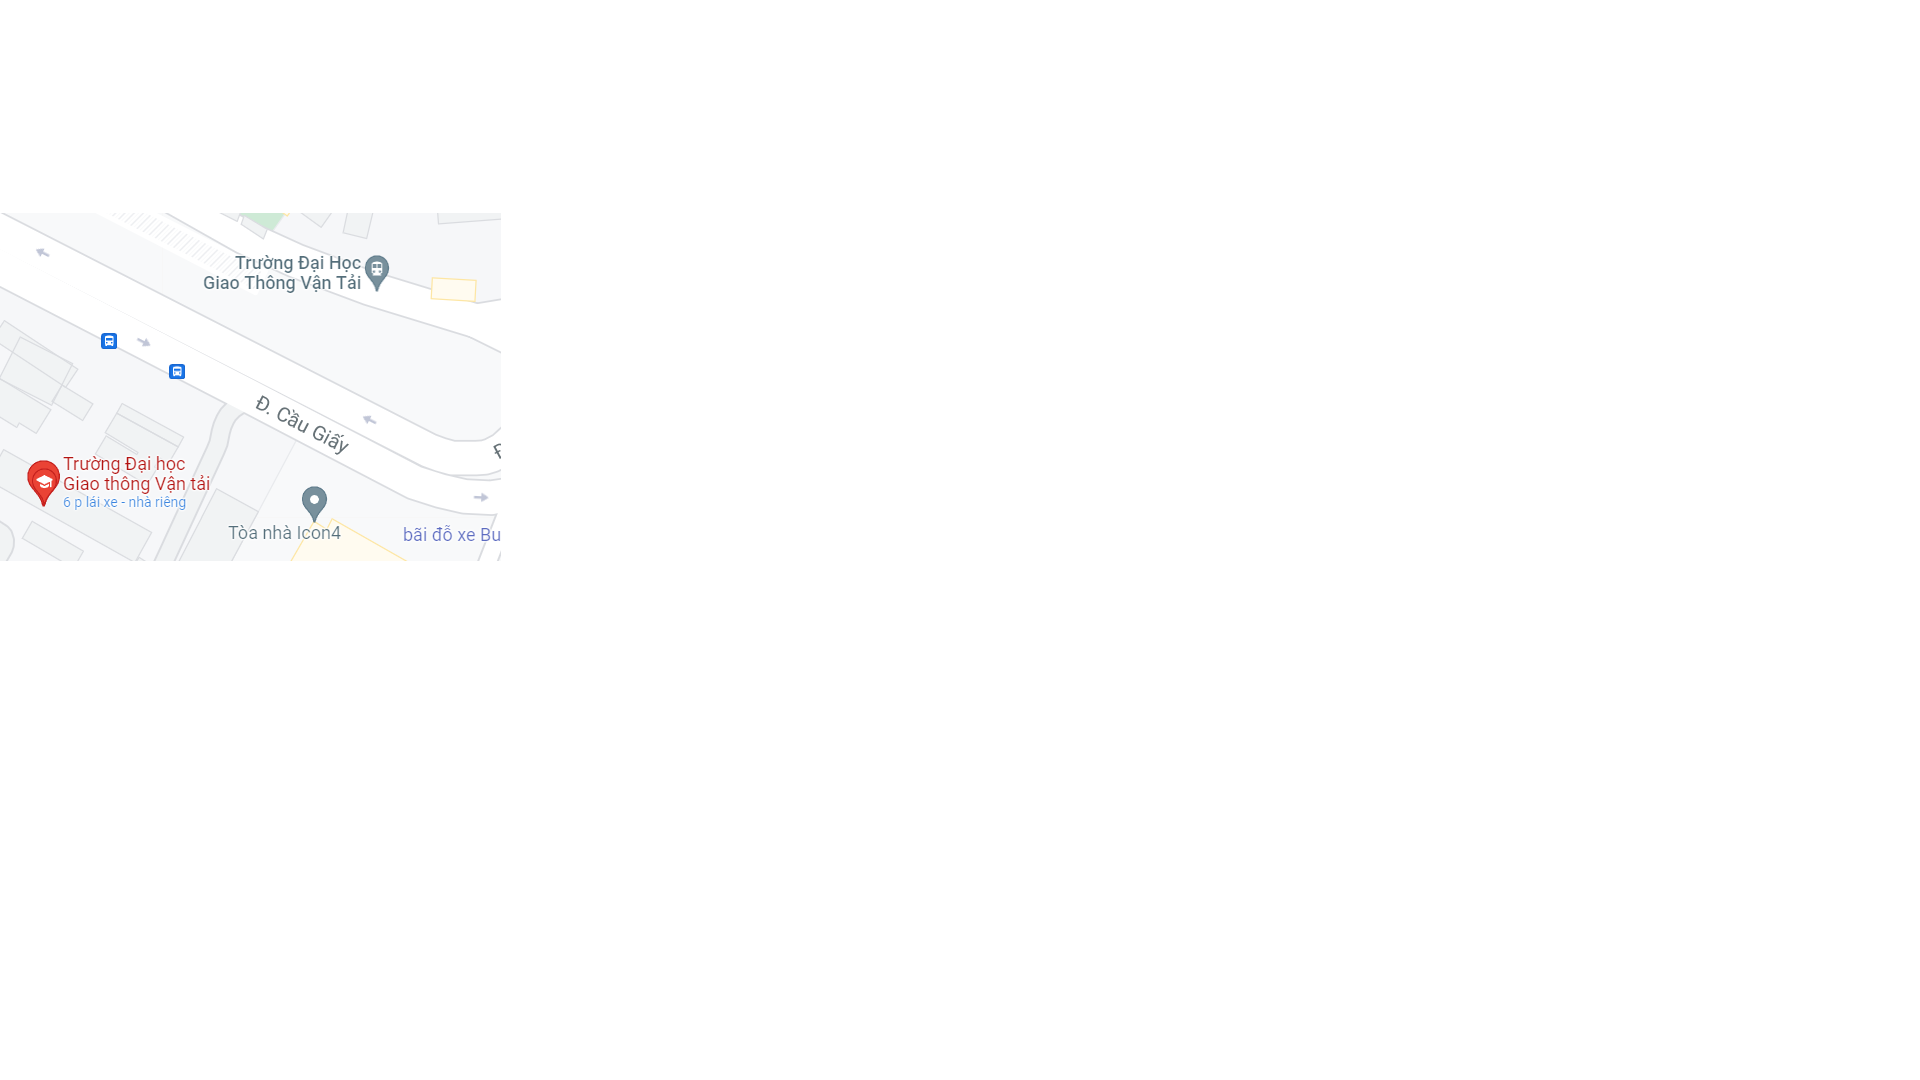 Trường Đại Học
Giao Thông Vận Tải
Đ. Cầu Giấy
Trường Đại học
Giao thông Vận tải
6 p lái xe - nhà riêng
Tòa nhà Icon4
bãi đỗ xe Bu